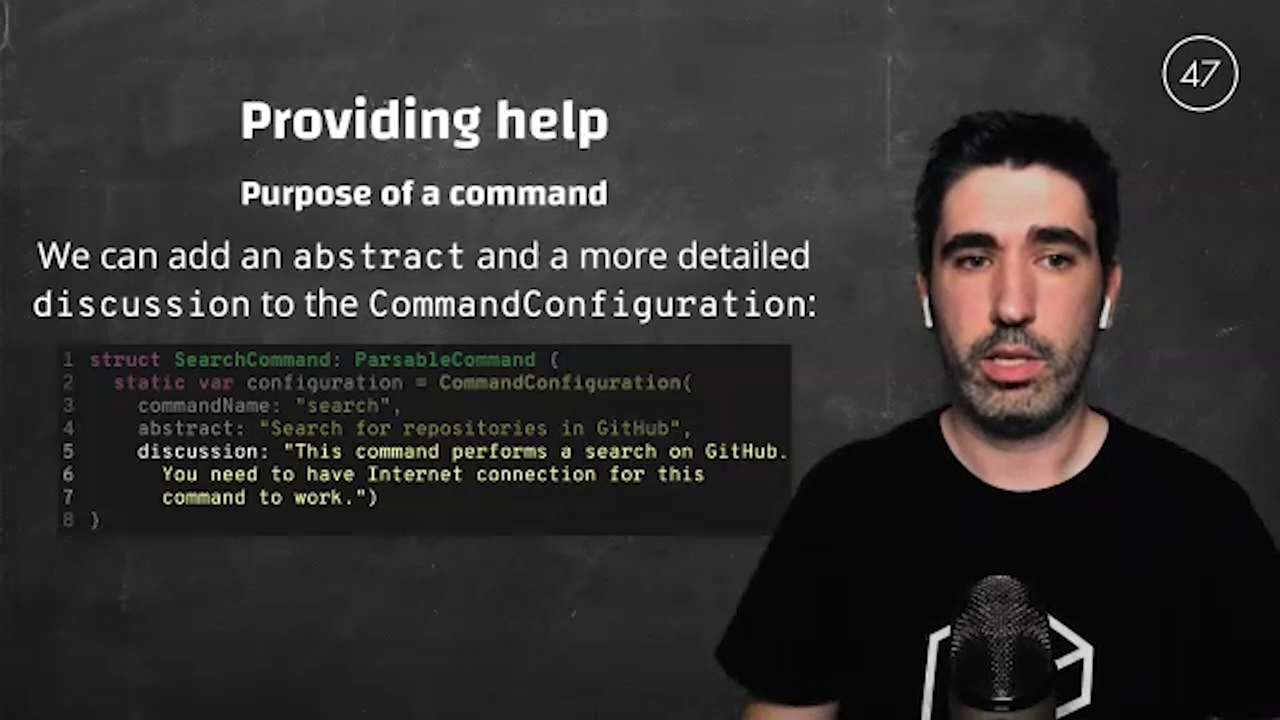 47
Providing help
Purpose of a command
We can add an abstract and a more detailed
discussion to the CommandConfiguration:
1 struct SearchCommand: ParsableCommand {
2 static var configuration = CommandConfiguration(
3 commandName: "search",
4 abstract: "Search for repositories in GitHub",
5 discussion: "This command performs a search on GitHub.
6 You need to have Internet connection for this
7 command to work.")
8 }